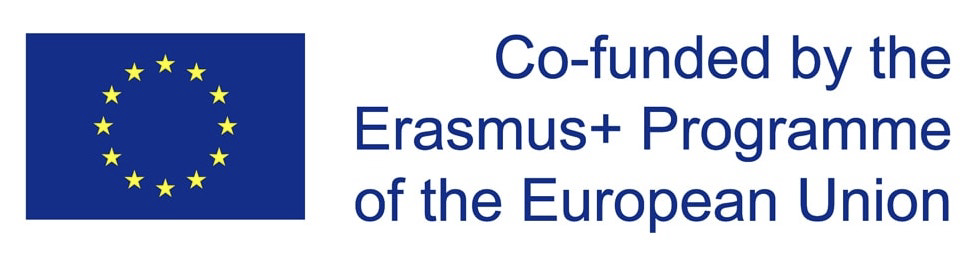 Co-funded by the
Erasmus+ Programme
of the European Union